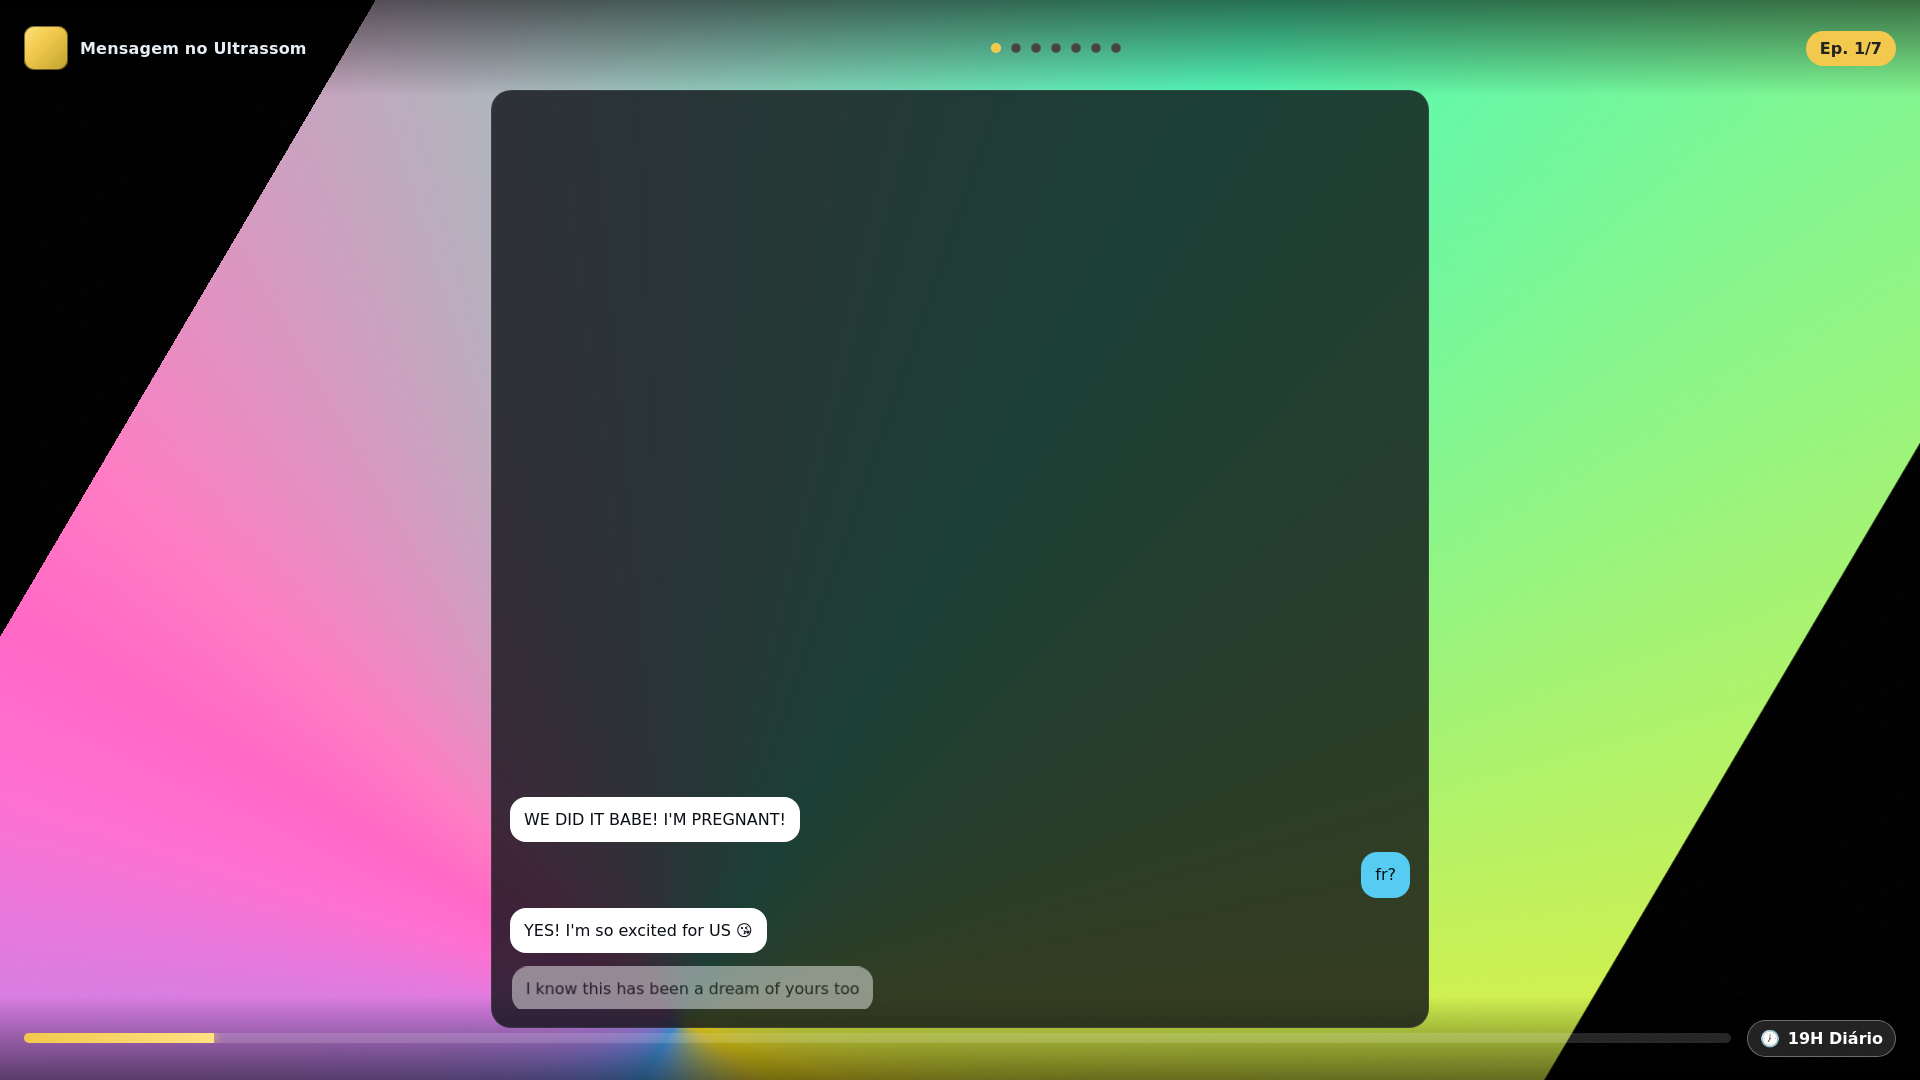 Mensagem no Ultrassom
Ep. 1/7
WE DID IT BABE! I'M PREGNANT!
fr?
YES! I'm so excited for US 😘
I know this has been a dream of yours too
19H Diário